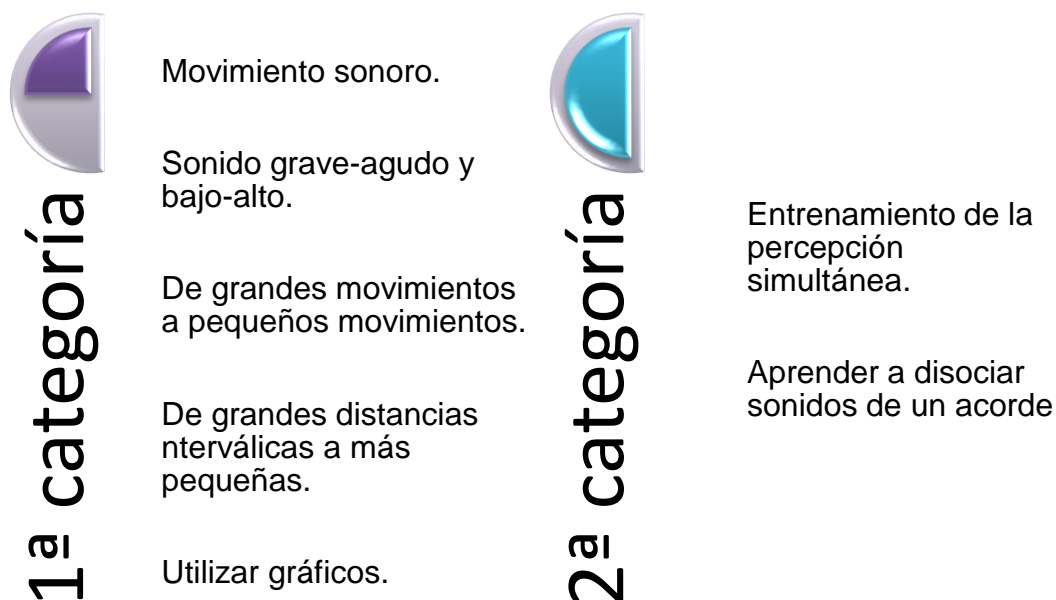 1ª categoría
Movimiento sonoro.
Sonido grave-agudo y
bajo-alto.
De grandes movimientos
a pequeños movimientos.
De grandes distancias
nterválicas a más
pequeñas.
Utilizar gráficos.
2ª categoría
Entrenamiento de la
percepción
simultánea.
Aprender a disociar
sonidos de un acorde